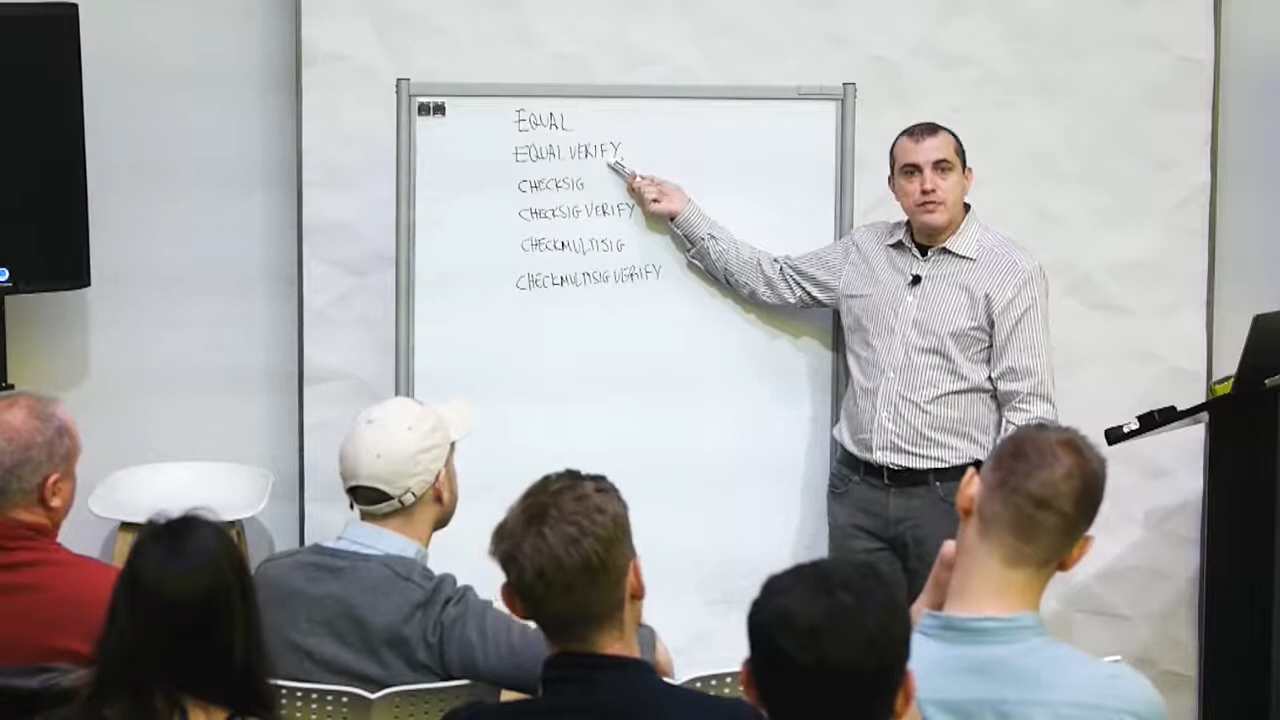 EQUAL
EQUAL VERIFY
CHECKSIG
CHECKSIG VERIFY
CHECKMULTISIG
CHECKMULTISIG VERIFY